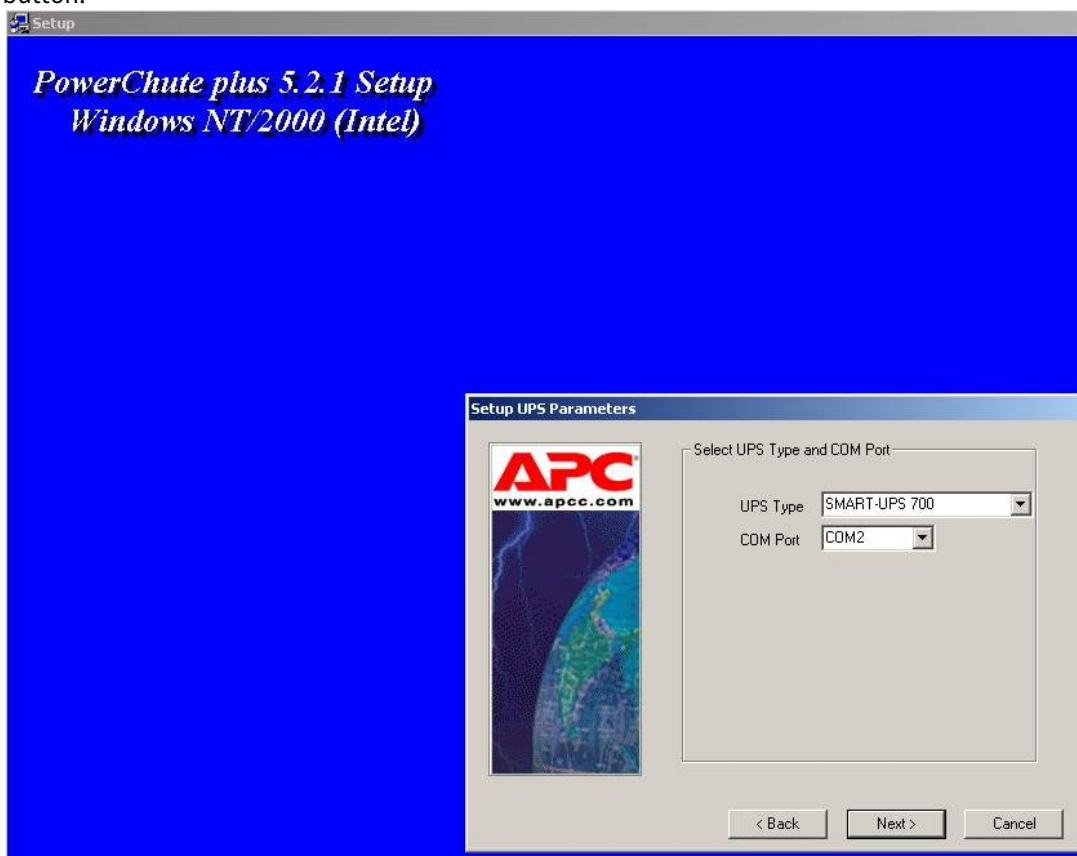 button.
Setup
PowerChute plus 5.2.1 Setup
Windows NT/2000 (Intel)
Setup UPS Parameters
APC
www.apcc.com
Select UPS Type and COM Port
UPS Type SMART-UPS 700
COM Port COM2
< Back Next > Cancel